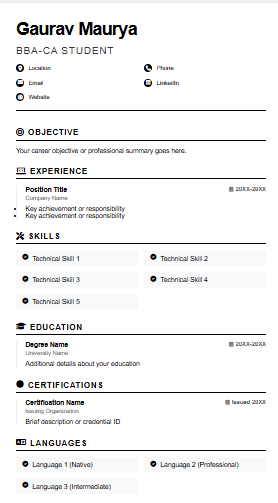 Gaurav Maurya
BBA-CA STUDENT
Location
Phone
Email
LinkedIn
Website
OBJECTIVE
Your career objective or professional summary goes here.
EXPERIENCE
Position Title
20XX-20XX
Company Name
Key achievement or responsibility
Key achievement or responsibility
SKILLS
Technical Skill 1
Technical Skill 2
Technical Skill 3
Technical Skill 4
Technical Skill 5
EDUCATION
Degree Name
20XX-20XX
University Name
Additional details about your education
CERTIFICATIONS
Certification Name
Issued 20XX
Issuing Organization
Brief description or credential ID
LANGUAGES
Language 1 (Native)
Language 2 (Professional)
Language 3 (Intermediate)